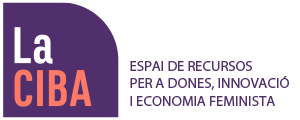 La
CIBA
ESPAI DE RECURSOS
PER A DONES, INNOVACIÓ
I ECONOMIA FEMINISTA